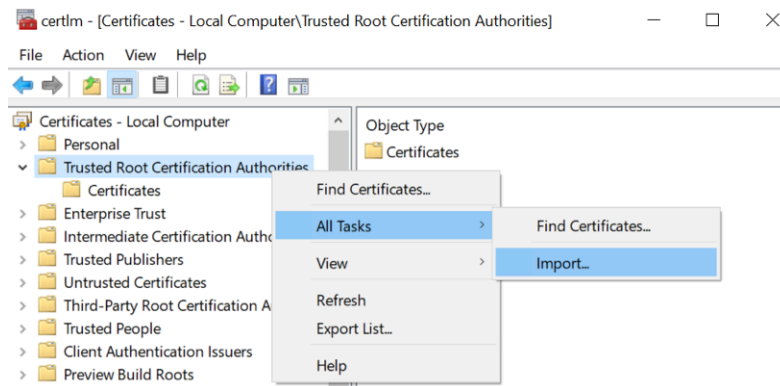 certlm - [Certificates - Local Computer\Trusted Root Certification Authorities]
File Action View Help
Certificates - Local Computer
Personal
Trusted Root Certification Authorities
Certificates
Enterprise Trust
Intermediate Certification Autho
Trusted Publishers
Untrusted Certificates
Third-Party Root Certification A
Trusted People
Client Authentication Issuers
Preview Build Roots
Object Type
Certificates
Find Certificates...
All Tasks
View
Refresh
Export List...
Help
Find Certificates...
Import...